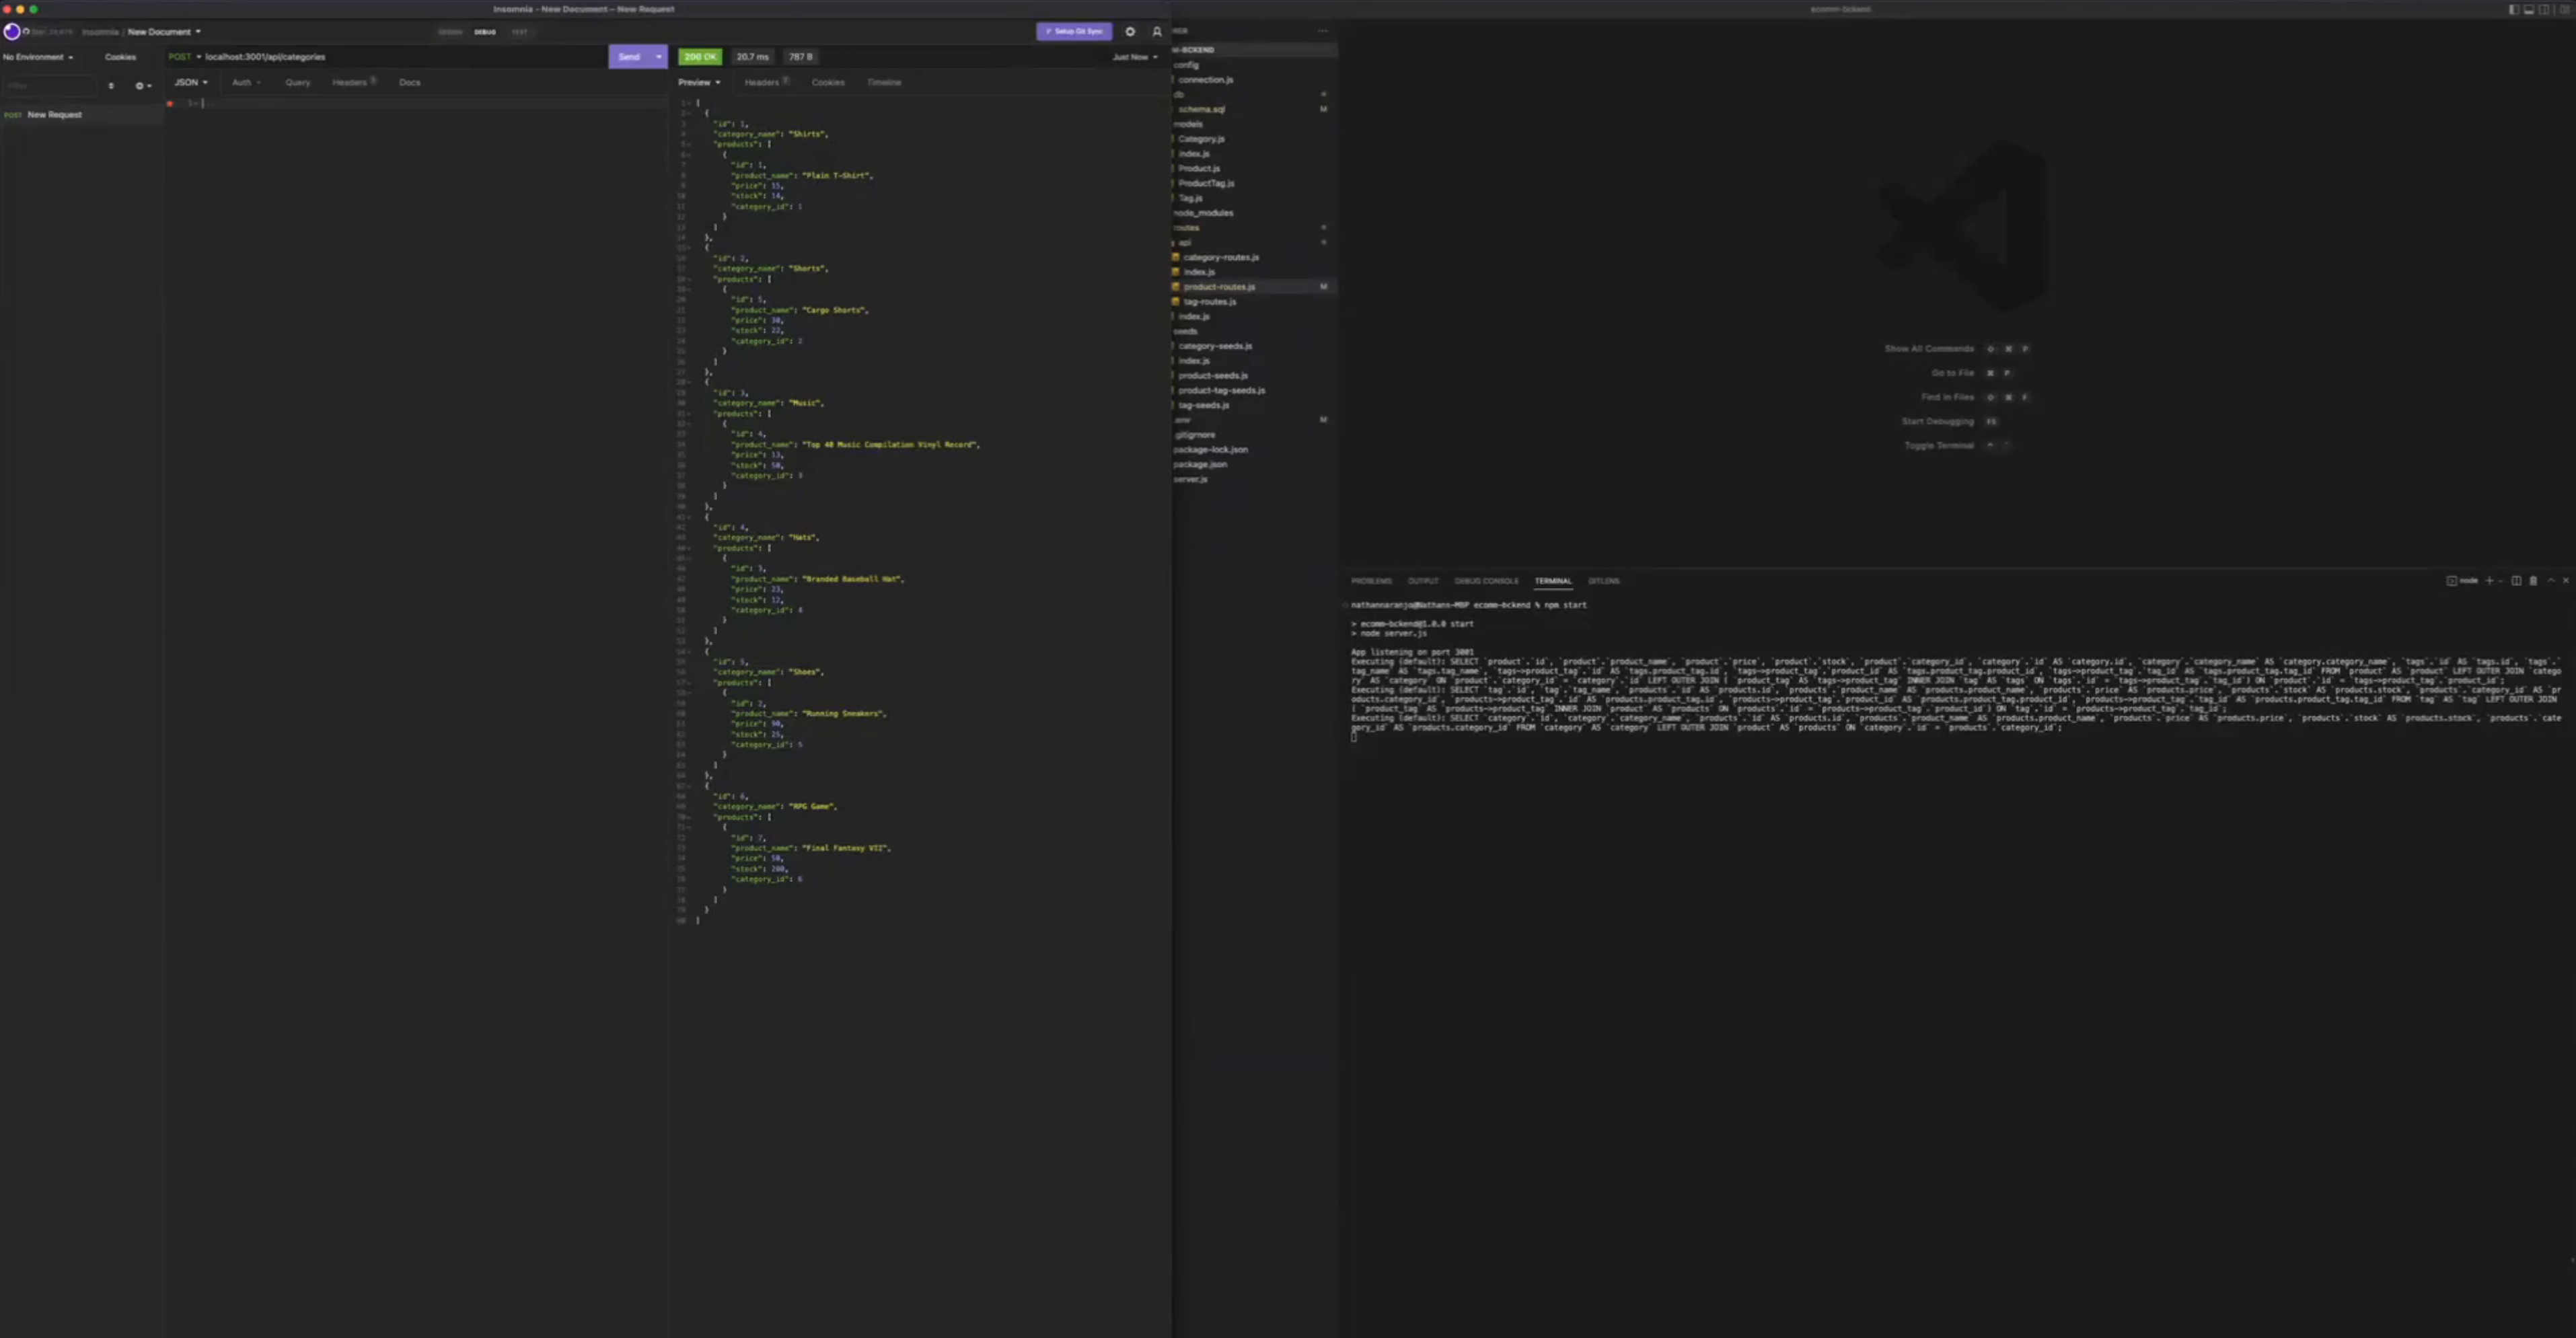 Insomnia - New Document – New Request
Insomnia / New Document
DEBUG
TEST
Setup Git Sync
No Environment
Cookies
POST localhost:3001/api/categories
Send
200 OK
20.7 ms
787 B
Just Now
Filter
JSON
Auth
Query
Headers
Docs
Preview
Headers
Cookies
Timeline
POST New Request
1
[
{
"id": 1,
"category_name": "Shirts",
"products": [
{
"id": 1,
"product_name": "Plain T-Shirt",
"price": 15,
"stock": 14,
"category_id": 1
}
]
},
{
"id": 2,
"category_name": "Shorts",
"products": [
{
"id": 5,
"product_name": "Cargo Shorts",
"price": 30,
"stock": 22,
"category_id": 2
}
]
},
{
"id": 3,
"category_name": "Music",
"products": [
{
"id": 4,
"product_name": "Top 40 Music Compilation Vinyl Record",
"price": 13,
"stock": 50,
"category_id": 3
}
]
},
{
"id": 4,
"category_name": "Hats",
"products": [
{
"id": 3,
"product_name": "Branded Baseball Hat",
"price": 23,
"stock": 12,
"category_id": 4
}
]
},
{
"id": 5,
"category_name": "Shoes",
"products": [
{
"id": 2,
"product_name": "Running Sneakers",
"price": 90,
"stock": 25,
"category_id": 5
}
]
},
{
"id": 6,
"category_name": "RPG Game",
"products": [
{
"id": 7,
"product_name": "Final Fantasy VII",
"price": 50,
"stock": 200,
"category_id": 6
}
]
}
]
ecomm-bckend
config
connection.js
db
schema.sql M
models
Category.js
index.js
Product.js
ProductTag.js
Tag.js
node_modules
routes
api
category-routes.js
index.js
product-routes.js M
tag-routes.js
index.js
seeds
category-seeds.js
index.js
product-seeds.js
product-tag-seeds.js
tag-seeds.js
.env M
.gitignore
package-lock.json
package.json
server.js
Show All Commands ⇧ ⌘ P
Go to File ⌘ P
Find in Files ⇧ ⌘ F
Start Debugging F5
Toggle Terminal ^ `
PROBLEMS OUTPUT DEBUG CONSOLE TERMINAL GITLENS
node
nathannaranjo@Nathans-MBP ecomm-bckend % npm start
> ecomm-bckend@1.0.0 start
> node server.js
App listening on port 3001
Executing (default): SELECT `product`.`id`, `product`.`product_name`, `product`.`price`, `product`.`stock`, `product`.`category_id`, `category`.`id` AS `category.id`, `category`.`category_name` AS `category.category_name`, `tags`.`id` AS `tags.id`, `tags`.`
tag_name` AS `tags.tag_name`, `tags->product_tag`.`id` AS `tags.product_tag.id`, `tags->product_tag`.`product_id` AS `tags.product_tag.product_id`, `tags->product_tag`.`tag_id` AS `tags.product_tag.tag_id` FROM `product` AS `product` LEFT OUTER JOIN `catego
ry` AS `category` ON `product`.`category_id` = `category`.`id` LEFT OUTER JOIN ( `product_tag` AS `tags->product_tag` INNER JOIN `tag` AS `tags` ON `tags`.`id` = `tags->product_tag`.`tag_id`) ON `product`.`id` = `tags->product_tag`.`product_id`;
Executing (default): SELECT `tag`.`id`, `tag`.`tag_name`, `products`.`id` AS `products.id`, `products`.`product_name` AS `products.product_name`, `products`.`price` AS `products.price`, `products`.`stock` AS `products.stock`, `products`.`category_id` AS `pr
oducts.category_id`, `products->product_tag`.`id` AS `products.product_tag.id`, `products->product_tag`.`product_id` AS `products.product_tag.product_id`, `products->product_tag`.`tag_id` AS `products.product_tag.tag_id` FROM `tag` AS `tag` LEFT OUTER JOIN
( `product_tag` AS `products->product_tag` INNER JOIN `product` AS `products` ON `products`.`id` = `products->product_tag`.`product_id`) ON `tag`.`id` = `products->product_tag`.`tag_id`;
Executing (default): SELECT `category`.`id`, `category`.`category_name`, `products`.`id` AS `products.id`, `products`.`product_name` AS `products.product_name`, `products`.`price` AS `products.price`, `products`.`stock` AS `products.stock`, `products`.`cate
gory_id` AS `products.category_id` FROM `category` AS `category` LEFT OUTER JOIN `product` AS `products` ON `category`.`id` = `products`.`category_id`;